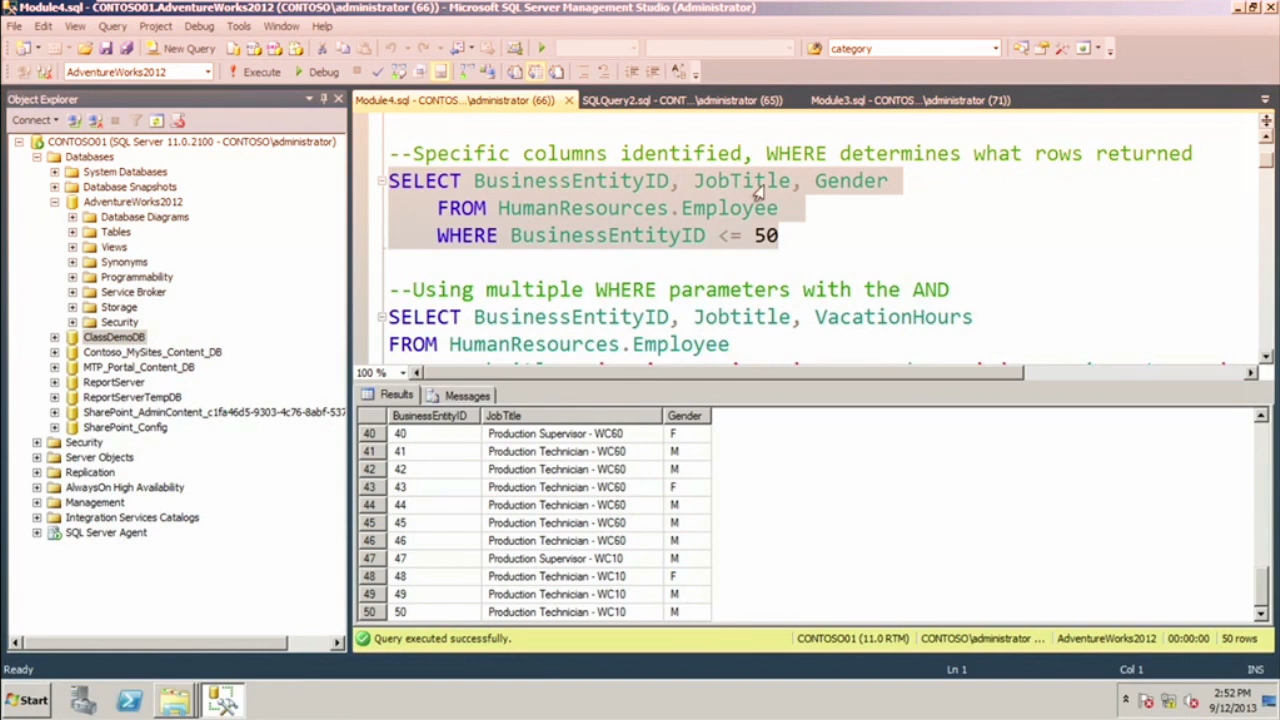 Module4.sql - CONTOSO01.AdventureWorks2012 (CONTOSO\administrator (66)) - Microsoft SQL Server Management Studio (Administrator)
File Edit View Query Project Debug Tools Window Help
New Query category
AdventureWorks2012 Execute Debug
Object Explorer
Connect
CONTOSO01 (SQL Server 11.0.2100 - CONTOSO\administrator)
Databases
System Databases
Database Snapshots
AdventureWorks2012
Database Diagrams
Tables
Views
Synonyms
Programmability
Service Broker
Storage
Security
ClassDemoDB
Contoso_MySites_Content_DB
MTP_Portal_Content_DB
ReportServer
ReportServerTempDB
SharePoint_AdminContent_c1fa46d5-9303-4c76-8abf-537
SharePoint_Config
Security
Server Objects
Replication
AlwaysOn High Availability
Management
Integration Services Catalogs
SQL Server Agent
Module4.sql - CONTOS...\administrator (66)) SQLQuery2.sql - CONT...\administrator (65)) Module3.sql - CONTOS...\administrator (71))
--Specific columns identified, WHERE determines what rows returned
SELECT BusinessEntityID, JobTitle, Gender
FROM HumanResources.Employee
WHERE BusinessEntityID <= 50
--Using multiple WHERE parameters with the AND
SELECT BusinessEntityID, Jobtitle, VacationHours
FROM HumanResources.Employee
100 %
Results Messages
BusinessEntityID JobTitle Gender
40 40 Production Supervisor - WC60 F
41 41 Production Technician - WC60 M
42 42 Production Technician - WC60 M
43 43 Production Technician - WC60 F
44 44 Production Technician - WC60 M
45 45 Production Technician - WC60 M
46 46 Production Technician - WC60 M
47 47 Production Supervisor - WC10 M
48 48 Production Technician - WC10 F
49 49 Production Technician - WC10 M
50 50 Production Technician - WC10 M
Query executed successfully. CONTOSO01 (11.0 RTM) CONTOSO\administrator ... AdventureWorks2012 00:00:00 50 rows
Ready Ln 1 Col 1 INS
Start 2:52 PM
9/12/2013